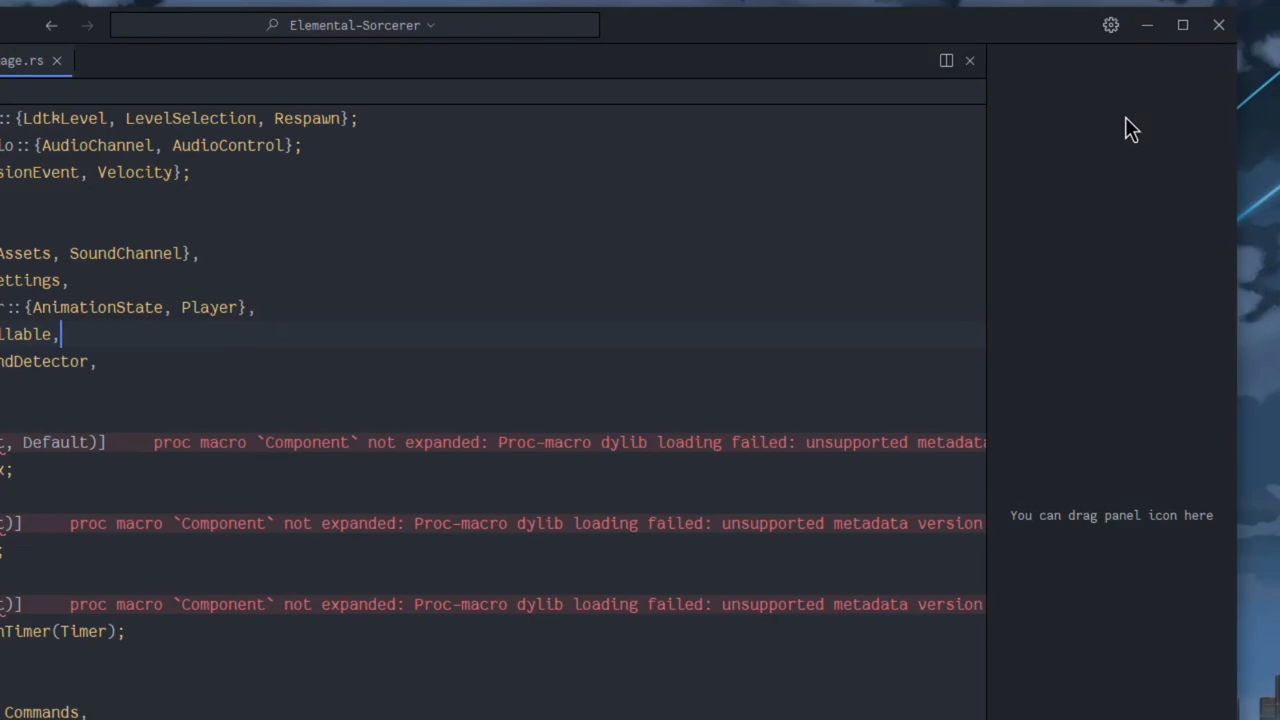 Elemental-Sorcerer
age.rs
::{LdtkLevel, LevelSelection, Respawn};
io::{AudioChannel, AudioControl};
sionEvent, Velocity};
Assets, SoundChannel},
ettings,
r::{AnimationState, Player},
llable,
ndDetector,
t, Default)] proc macro `Component` not expanded: Proc-macro dylib loading failed: unsupported metadata
x;
t)] proc macro `Component` not expanded: Proc-macro dylib loading failed: unsupported metadata version
;
You can drag panel icon here
t)] proc macro `Component` not expanded: Proc-macro dylib loading failed: unsupported metadata version
nTimer(Timer);
Commands,